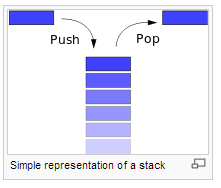 Push
Pop
Simple representation of a stack